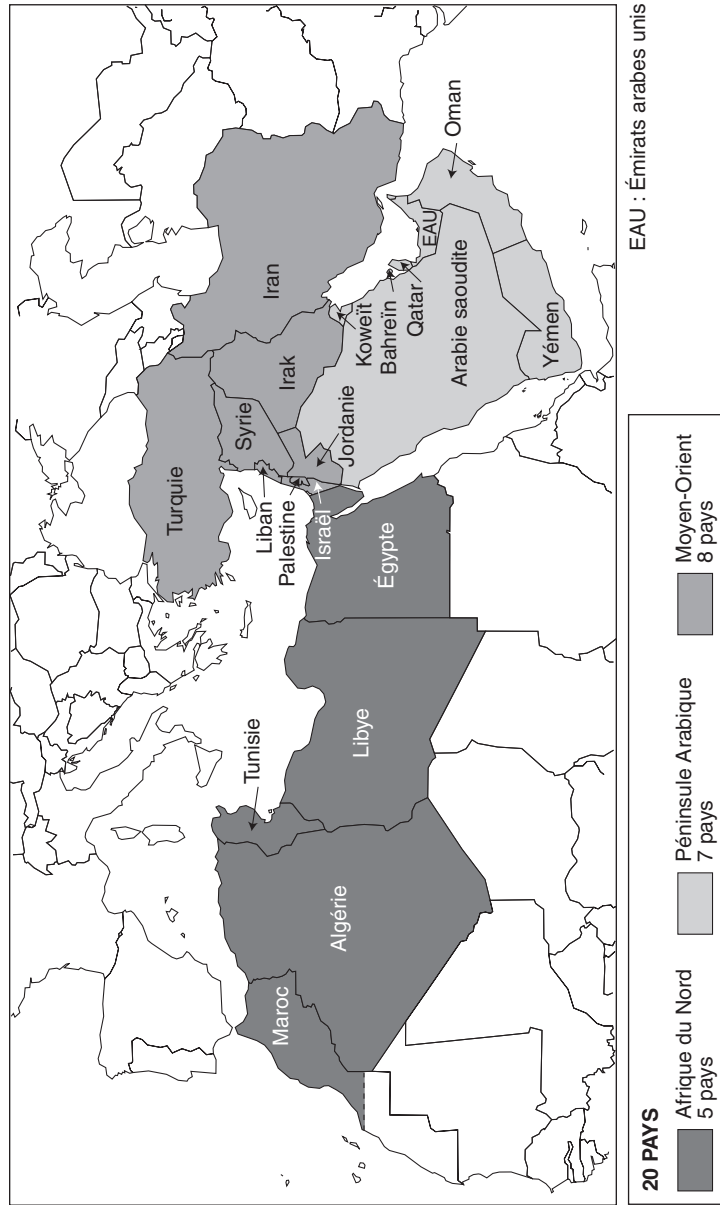 Turquie
Iran
Syrie
Irak
Liban
Palestine
Israël
Jordanie
Koweït
Bahreïn
Qatar
EAU
Oman
Arabie saoudite
Yémen
Tunisie
Maroc
Algérie
Libye
Égypte
EAU : Émirats arabes unis
20 PAYS
Afrique du Nord
5 pays
Péninsule Arabique
7 pays
Moyen-Orient
8 pays